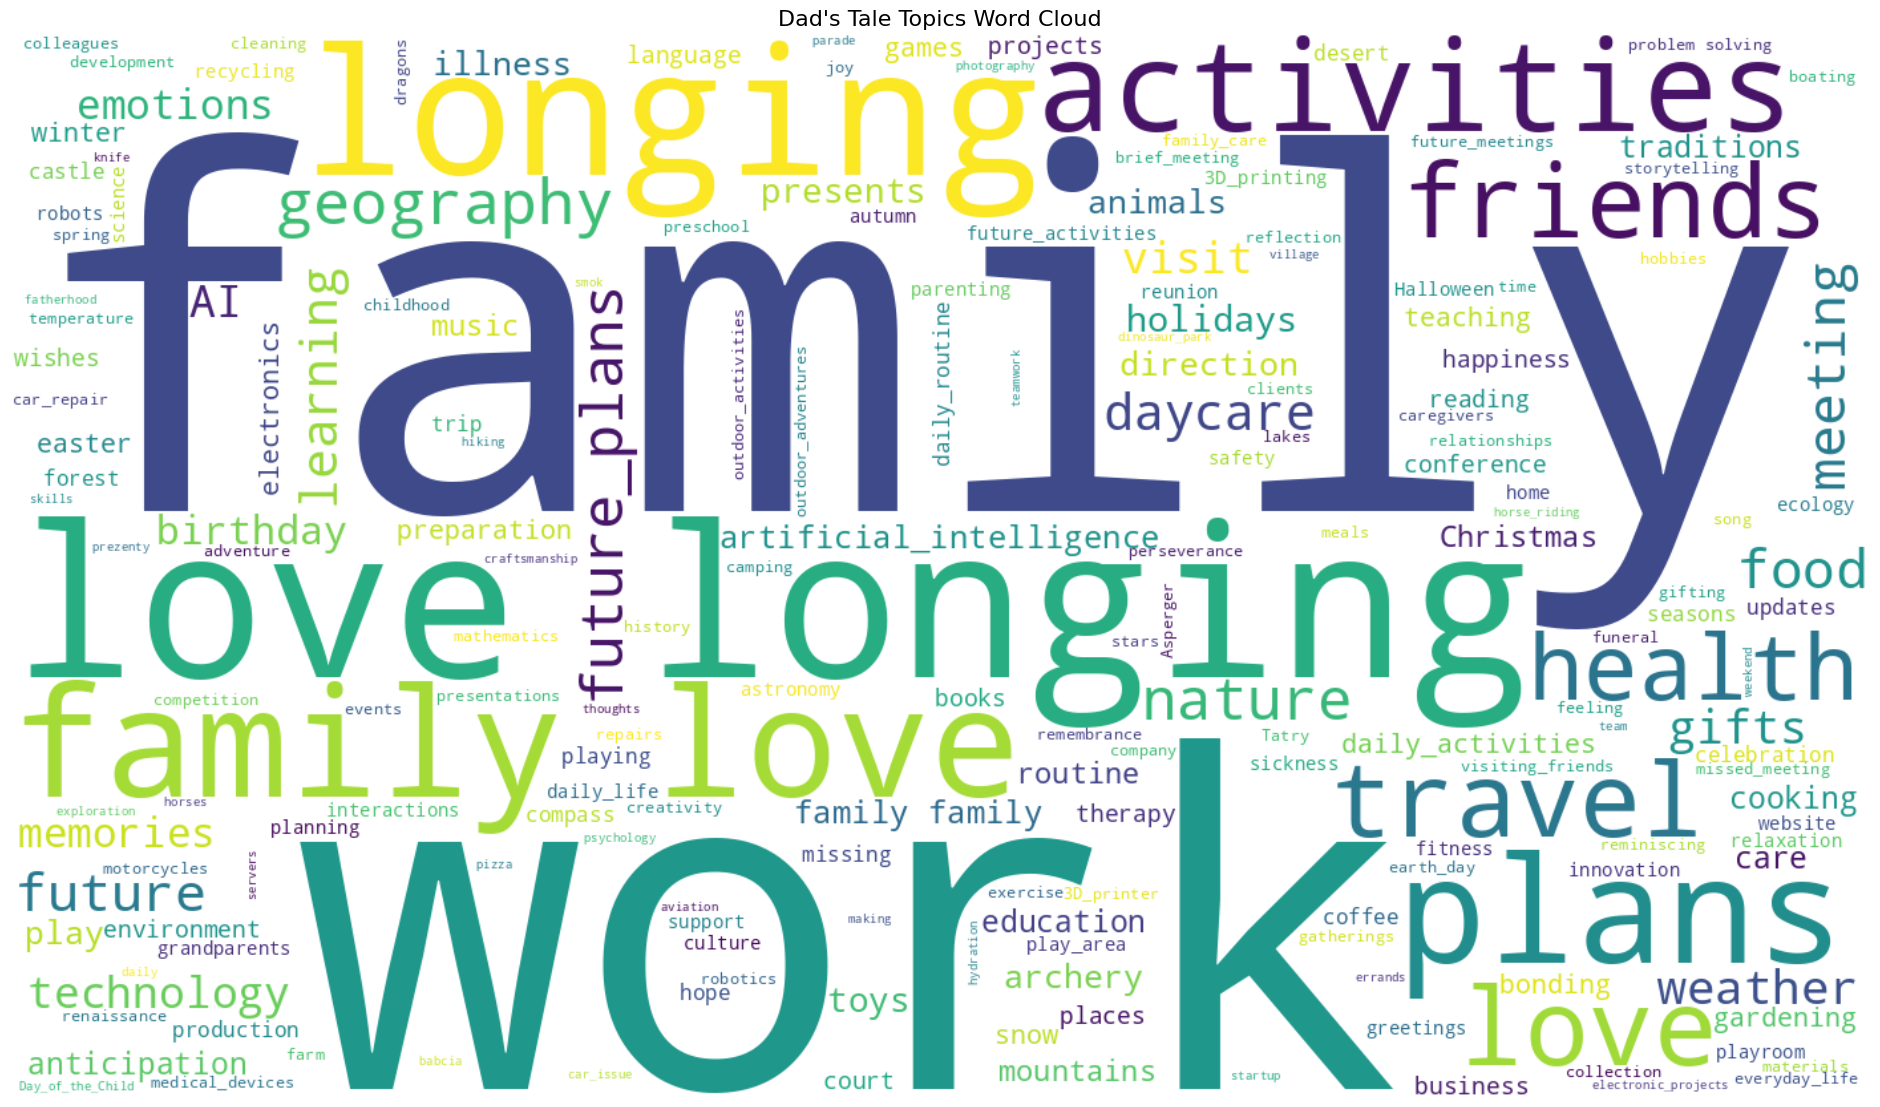 Dad's Tale Topics Word Cloud
colleagues
cleaning
development
recycling
emotions
longing
illness
dragons
language
parade
joy
games
photography
projects
activities
desert
problem solving
boating
winter
knife
castle
science
robots
spring
geography
presents
autumn
preschool
family_care
brief_meeting
3D_printing
animals
future_meetings
traditions
storytelling
friends
family
future_activities
visit
reflection
village
hobbies
fatherhood
temperature
AI
childhood
smok
music
parenting
reunion
holidays
Halloween
time
teaching
meeting
wishes
electronics
learning
future_plans
outdoor_activities
outdoor_adventures
daily_routine
teamwork
dinosaur_park
direction
happiness
car_repair
clients
daycare
reading
caregivers
easter
trip
hiking
lakes
relationships
forest
safety
conference
skills
home
horse_riding
ecology
birthday
preparation
artificial_intelligence
meals
Christmas
song
prezenty
adventure
craftsmanship
perseverance
camping
food
love longing
Asperger
gifting
seasons
updates
mathematics
history
stars
funeral
health
weekend
family love
competition
events
presentations
thoughts
astronomy
books
nature
feeling
team
gifts
repairs
remembrance
company
Tatry
daily_activities
celebration
playing
routine
sickness
visiting_friends
missed_meeting
travel
exploration
horses
interactions
daily_life
compass
creativity
family family
therapy
cooking
website
memories
planning
psychology
relaxation
reminiscing
fitness
missing
care
motorcycles
servers
pizza
work
earth_day
innovation
future
exercise
3D_printer
plans
aviation
support
making
education
coffee
play
environment
culture
play_area
gatherings
grandparents
hydration
daily
robotics
archery
errands
technology
hope
toys
bonding
weather
renaissance
places
love
gardening
production
snow
greetings
anticipation
farm
babcia
car_issue
court
mountains
startup
playroom
materials
Day_of_the_Child
medical_devices
business
collection
electronic_projects
everyday_life